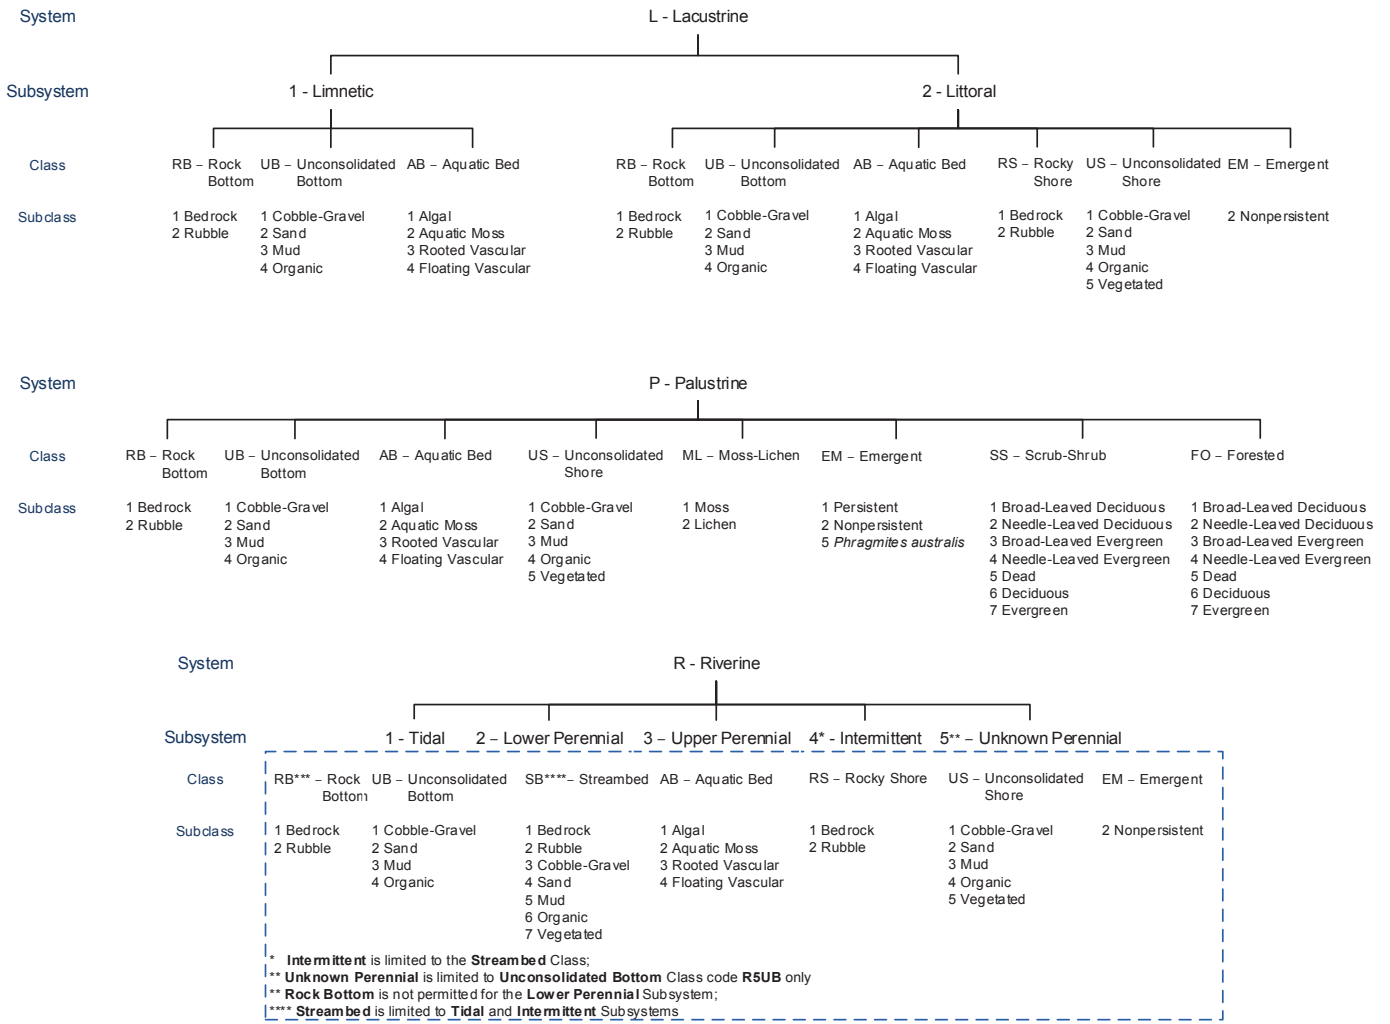 System L - Lacustrine
Subsystem 1 - Limnetic 2 - Littoral
Class RB – Rock Bottom UB – Unconsolidated Bottom AB – Aquatic Bed RB – Rock Bottom UB – Unconsolidated Bottom AB – Aquatic Bed RS – Rocky Shore US – Unconsolidated Shore EM – Emergent
Subclass 1 Bedrock 1 Cobble-Gravel 1 Algal 1 Bedrock 1 Cobble-Gravel 1 Algal 1 Bedrock 1 Cobble-Gravel 2 Nonpersistent
2 Rubble 2 Sand 2 Aquatic Moss 2 Rubble 2 Sand 2 Aquatic Moss 2 Rubble 2 Sand
3 Mud 3 Rooted Vascular 3 Mud 3 Rooted Vascular 3 Mud
4 Organic 4 Floating Vascular 4 Organic 4 Floating Vascular 4 Organic
5 Vegetated
System P - Palustrine
Class RB – Rock Bottom UB – Unconsolidated Bottom AB – Aquatic Bed US – Unconsolidated Shore ML – Moss-Lichen EM – Emergent SS – Scrub-Shrub FO – Forested
Subclass 1 Bedrock 1 Cobble-Gravel 1 Algal 1 Cobble-Gravel 1 Moss 1 Persistent 1 Broad-Leaved Deciduous 1 Broad-Leaved Deciduous
2 Rubble 2 Sand 2 Aquatic Moss 2 Sand 2 Lichen 2 Nonpersistent 2 Needle-Leaved Deciduous 2 Needle-Leaved Deciduous
3 Mud 3 Rooted Vascular 3 Mud 5 Phragmites australis 3 Broad-Leaved Evergreen 3 Broad-Leaved Evergreen
4 Organic 4 Floating Vascular 4 Organic 4 Needle-Leaved Evergreen 4 Needle-Leaved Evergreen
5 Vegetated 5 Dead 5 Dead
6 Deciduous 6 Deciduous
7 Evergreen 7 Evergreen
System R - Riverine
Subsystem 1 - Tidal 2 – Lower Perennial 3 – Upper Perennial 4* - Intermittent 5** – Unknown Perennial
Class RB*** – Rock Bottom UB – Unconsolidated Bottom SB**** – Streambed AB – Aquatic Bed RS – Rocky Shore US – Unconsolidated Shore EM – Emergent
Subclass 1 Bedrock 1 Cobble-Gravel 1 Bedrock 1 Algal 1 Bedrock 1 Cobble-Gravel 2 Nonpersistent
2 Rubble 2 Sand 2 Rubble 2 Aquatic Moss 2 Rubble 2 Sand
3 Mud 3 Cobble-Gravel 3 Rooted Vascular 3 Mud
4 Organic 4 Sand 4 Floating Vascular 4 Organic
5 Mud 5 Vegetated
6 Organic
7 Vegetated
* Intermittent is limited to the Streambed Class;
** Unknown Perennial is limited to Unconsolidated Bottom Class code R5UB only
** Rock Bottom is not permitted for the Lower Perennial Subsystem;
**** Streambed is limited to Tidal and Intermittent Subsystems